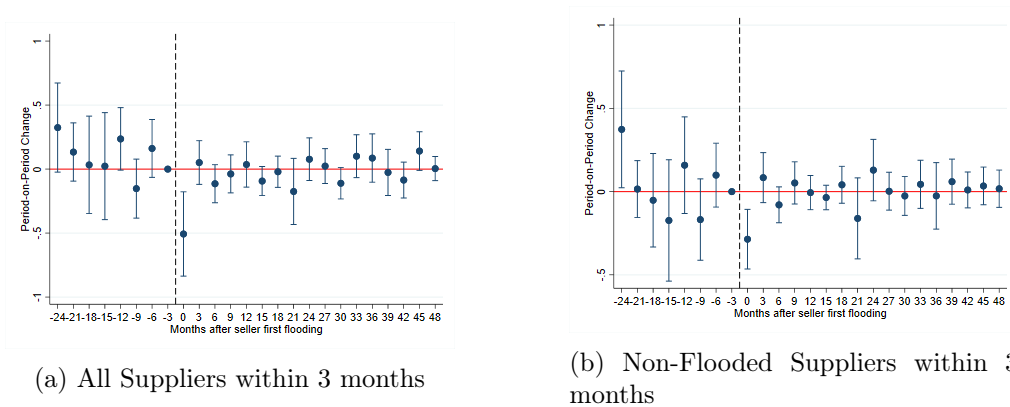 1
.5
0
-.5
-1
Period-on-Period Change
-24-21-18-15-12 -9 -6 -3 0 3 6 9 12 15 18 21 24 27 30 33 36 39 42 45 48
Months after seller first flooding
(a) All Suppliers within 3 months
1
.5
0
-.5
Period-on-Period Change
-24-21-18-15-12 -9 -6 -3 0 3 6 9 12 15 18 21 24 27 30 33 36 39 42 45 48
Months after seller first flooding
(b) Non-Flooded Suppliers within
months